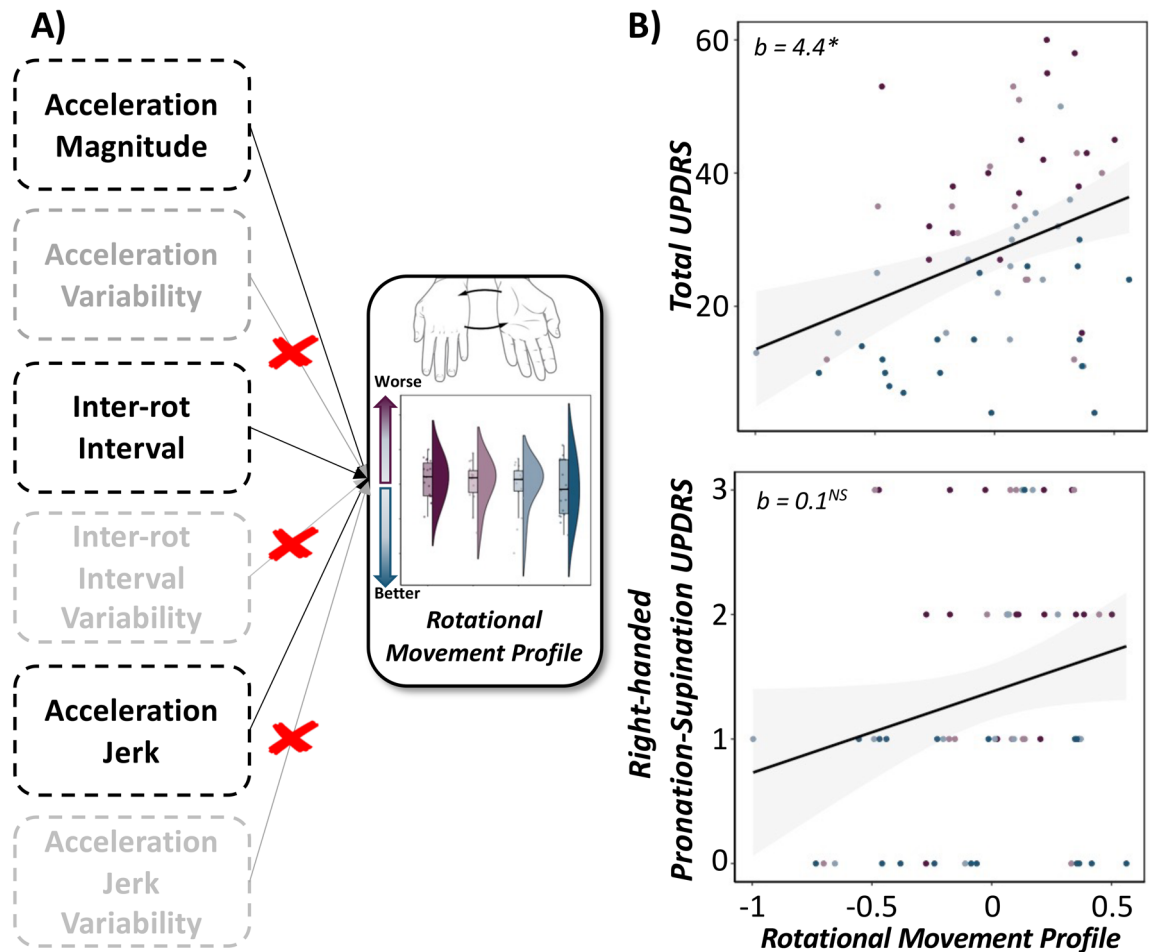 A)
Acceleration
Magnitude
Acceleration
Variability
Inter-rot
Interval
Inter-rot
Interval
Variability
Acceleration
Jerk
Acceleration
Jerk
Variability
Worse
Better
Rotational
Movement Profile
B)
b = 4.4*
60
40
20
Total UPDRS
b = 0.1NS
3
2
1
0
Right-handed
Pronation-Supination UPDRS
-1
-0.5
0
0.5
Rotational Movement Profile